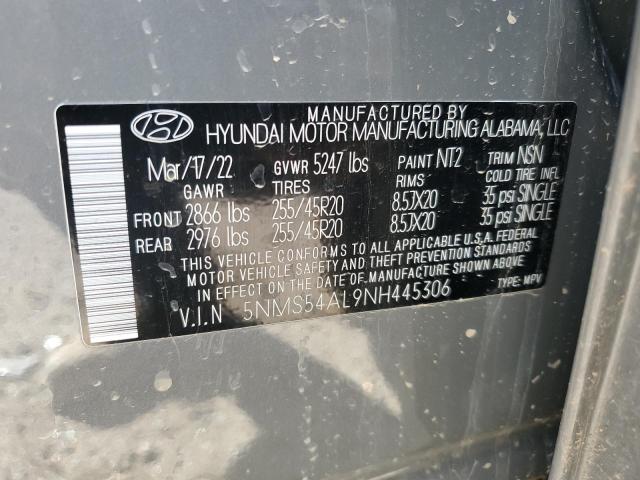 MANUFACTURED BY
HYUNDAI MOTOR MANUFACTURING ALABAMA, LLC
Mar/17/22 GVWR 5247 lbs PAINT NT2 TRIM NSN
GAWR TIRES RIMS COLD TIRE INFL
FRONT 2866 lbs 255/45R20 8.5JX20 35 psi SINGLE
REAR 2976 lbs 255/45R20 8.5JX20 35 psi SINGLE
THIS VEHICLE CONFORMS TO ALL APPLICABLE U.S.A. FEDERAL
MOTOR VEHICLE SAFETY AND THEFT PREVENTION STANDARDS
IN EFFECT ON THE DATE OF MANUFACTURE SHOWN ABOVE
V.I.N 5NMS54AL9NH445306 TYPE: MPV